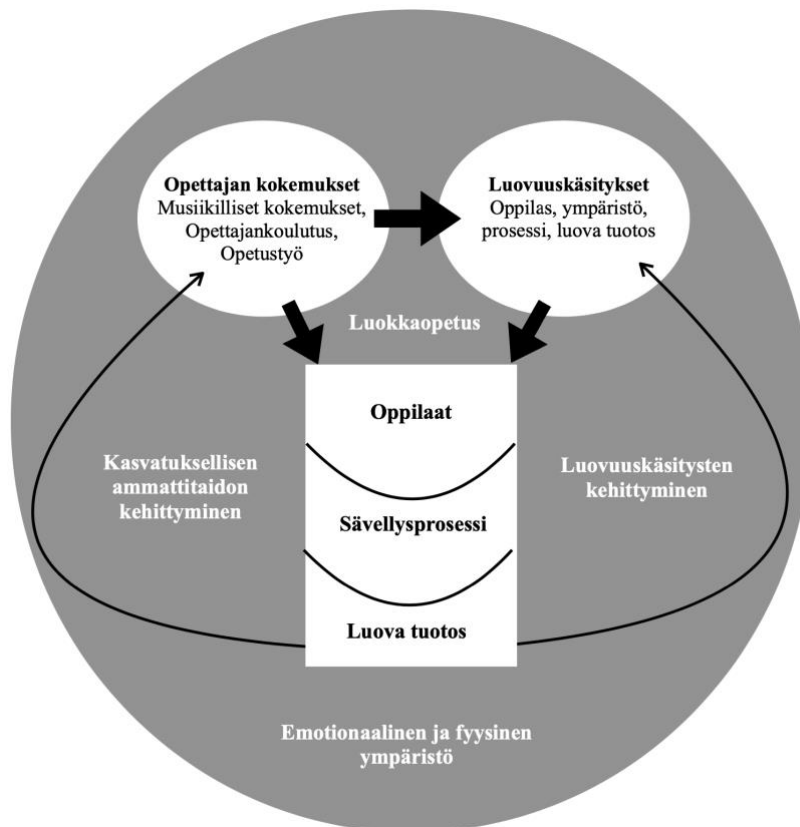 Opettajan kokemukset
Musiikilliset kokemukset,
Opettajankoulutus,
Opetustyö
Luovuuskäsitykset
Oppilas, ympäristö,
prosessi, luova tuotos
Luokkaopetus
Oppilaat
Kasvatuksellisen
ammattitaidon
kehittyminen
Luovuuskäsitysten
kehittyminen
Sävellysprosessi
Luova tuotos
Emotionaalinen ja fyysinen
ympäristö